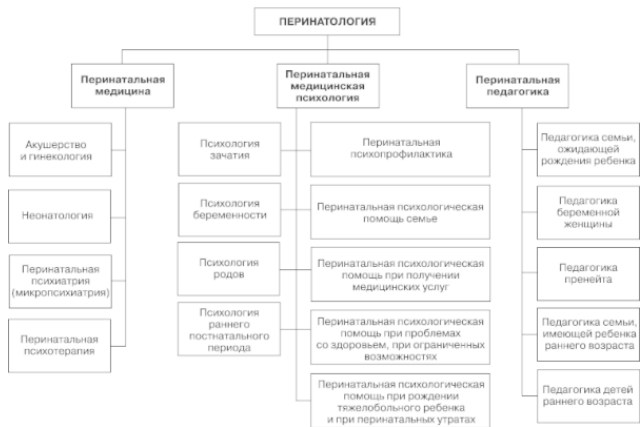 ПЕРИНАТОЛОГИЯ
Перинатальная
медицина
Перинатальная
медицинская
психология
Перинатальная
педагогика
Акушерство
и гинекология
Неонатология
Перинатальная
психиатрия
(микропсихиатрия)
Перинатальная
психотерапия
Психология
зачатия
Психология
беременности
Психология
родов
Психология
раннего
постнатального
периода
Перинатальная
психопрофилактика
Перинатальная психологическая
помощь семье
Перинатальная психологическая
помощь при получении
медицинских услуг
Перинатальная психологическая
помощь при проблемах
со здоровьем, при ограниченных
возможностях
Перинатальная психологическая
помощь при рождении
тяжелобольного ребенка
и при перинатальных утратах
Педагогика семьи,
ожидающей
рождения ребенка
Педагогика
беременной
женщины
Педагогика
пренейта
Педагогика семьи,
имеющей ребенка
раннего возраста
Педагогика детей
раннего возраста